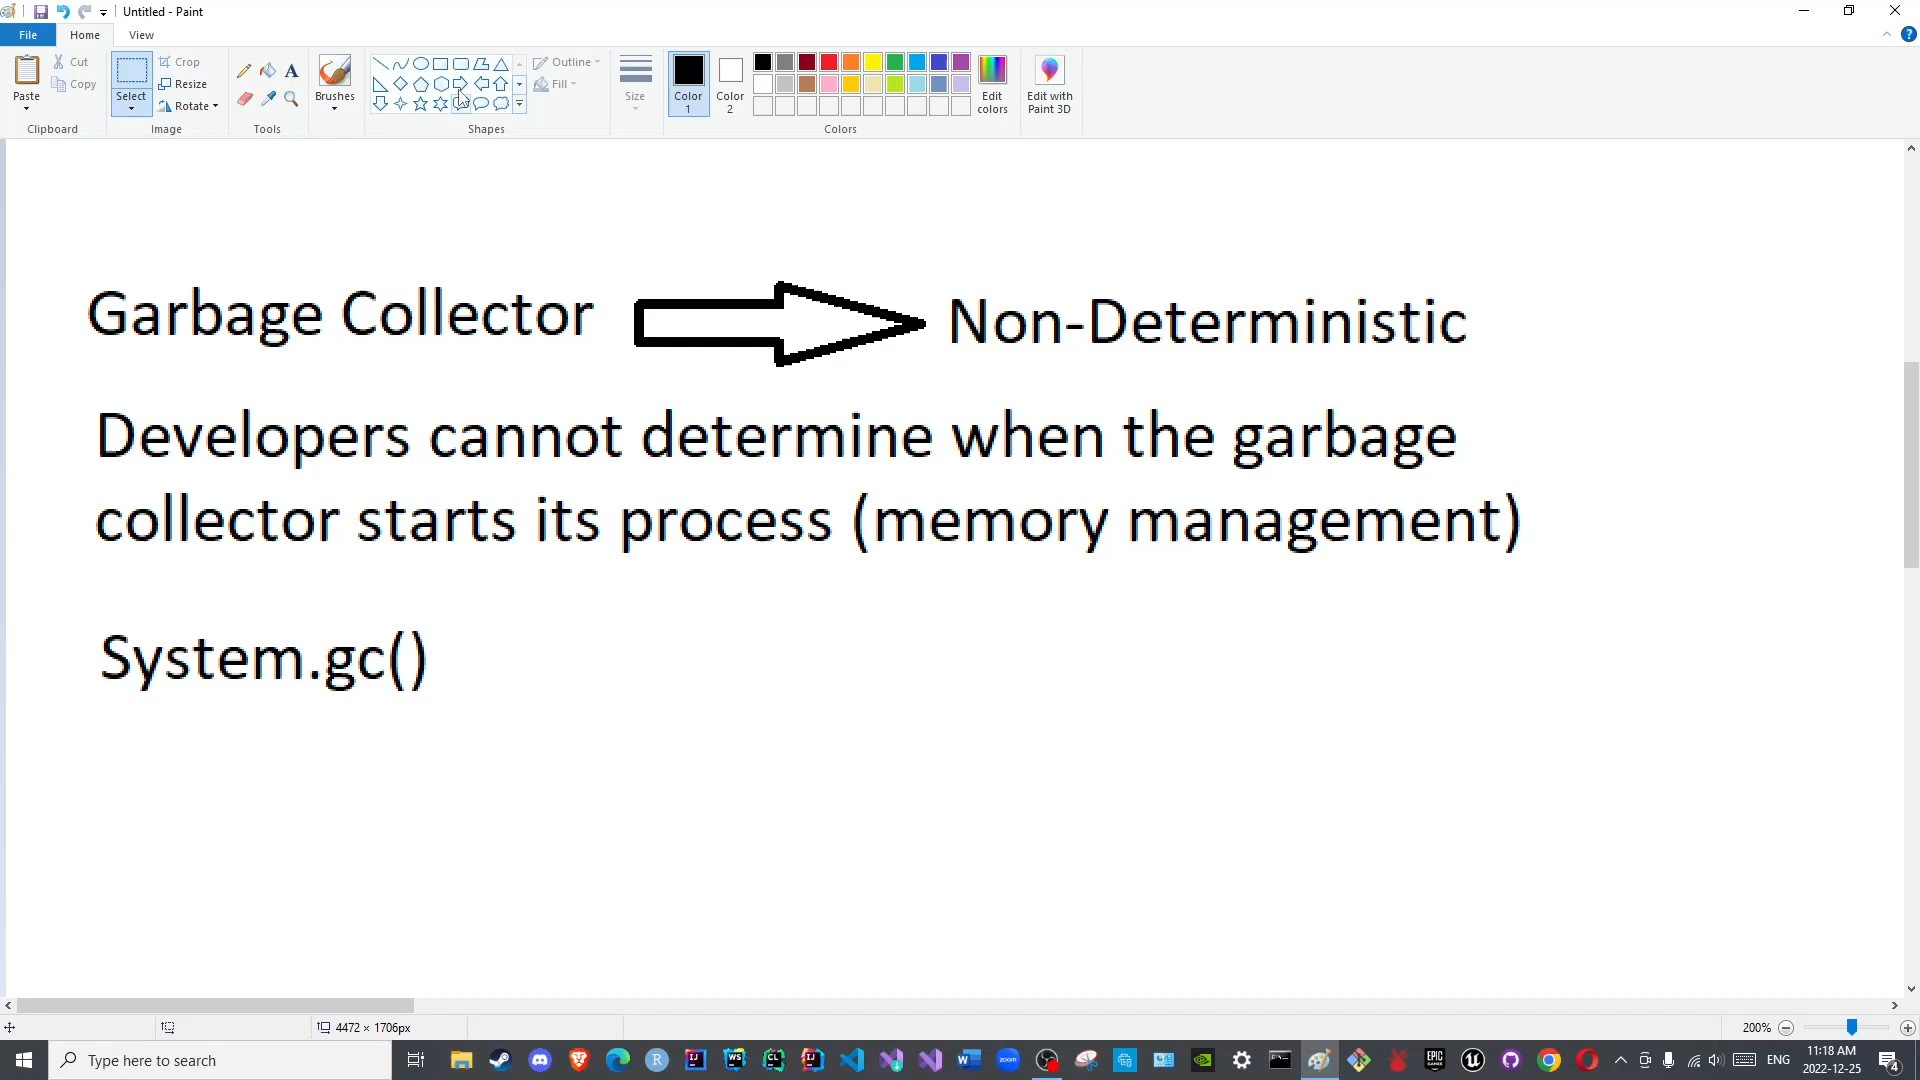 Untitled - Paint
File Home View
Paste
Cut
Copy
Clipboard
Select
Crop
Resize
Rotate
Image
Tools
Brushes
Shapes
Outline
Fill
Size
Color 1
Color 2
Edit colors
Colors
Edit with Paint 3D
Garbage Collector Non-Deterministic
Developers cannot determine when the garbage
collector starts its process (memory management)
System.gc()
4472 × 1706px
200%
Type here to search
ENG
11:18 AM
2022-12-25
4